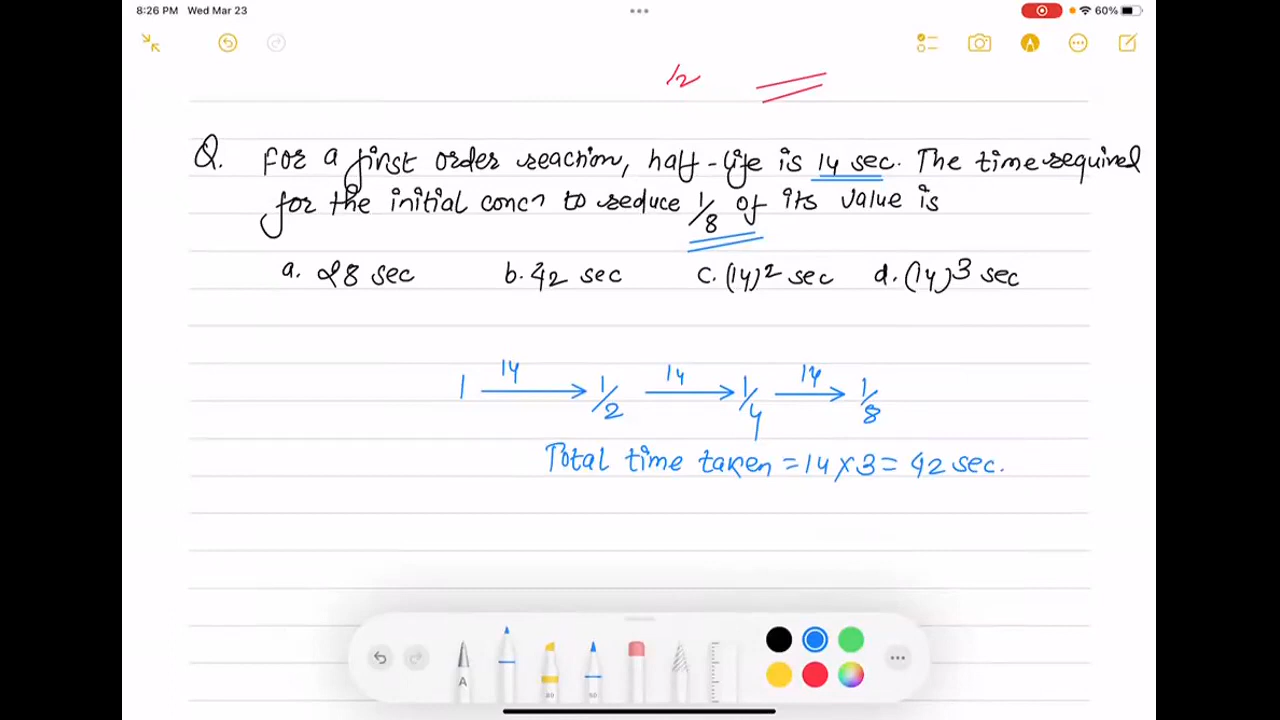 8:26 PM Wed Mar 23
60%
1/2
Q. For a first order reaction, half-life is 14 sec. The time required
for the initial concn to reduce 1/8 of its value is
a. 28 sec b. 42 sec c. (14)² sec d. (14)³ sec
1 14 → 1/2 14 → 1/4 14 → 1/8
Total time taken = 14 x 3 = 42 sec.
A